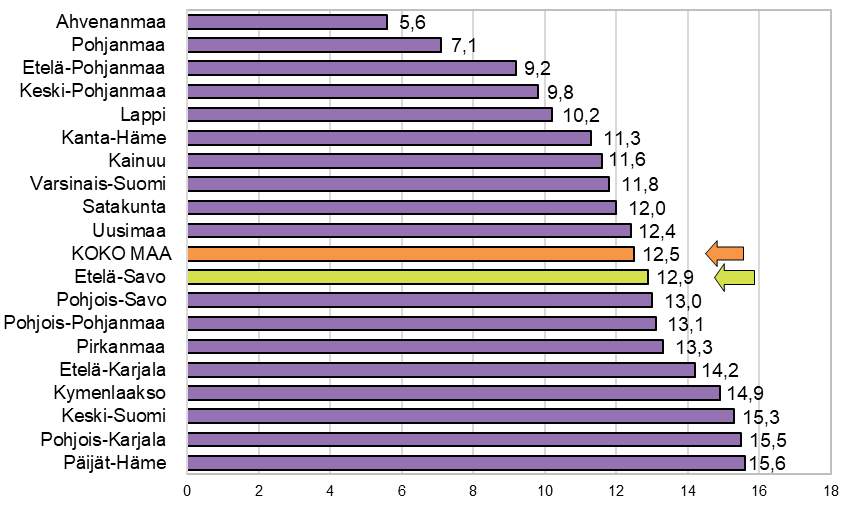 Ahvenanmaa 5,6
Pohjanmaa 7,1
Etelä-Pohjanmaa 9,2
Keski-Pohjanmaa 9,8
Lappi 10,2
Kanta-Häme 11,3
Kainuu 11,6
Varsinais-Suomi 11,8
Satakunta 12,0
Uusimaa 12,4
KOKO MAA 12,5
Etelä-Savo 12,9
Pohjois-Savo 13,0
Pohjois-Pohjanmaa 13,1
Pirkanmaa 13,3
Etelä-Karjala 14,2
Kymenlaakso 14,9
Keski-Suomi 15,3
Pohjois-Karjala 15,5
Päijät-Häme 15,6
0 2 4 6 8 10 12 14 16 18